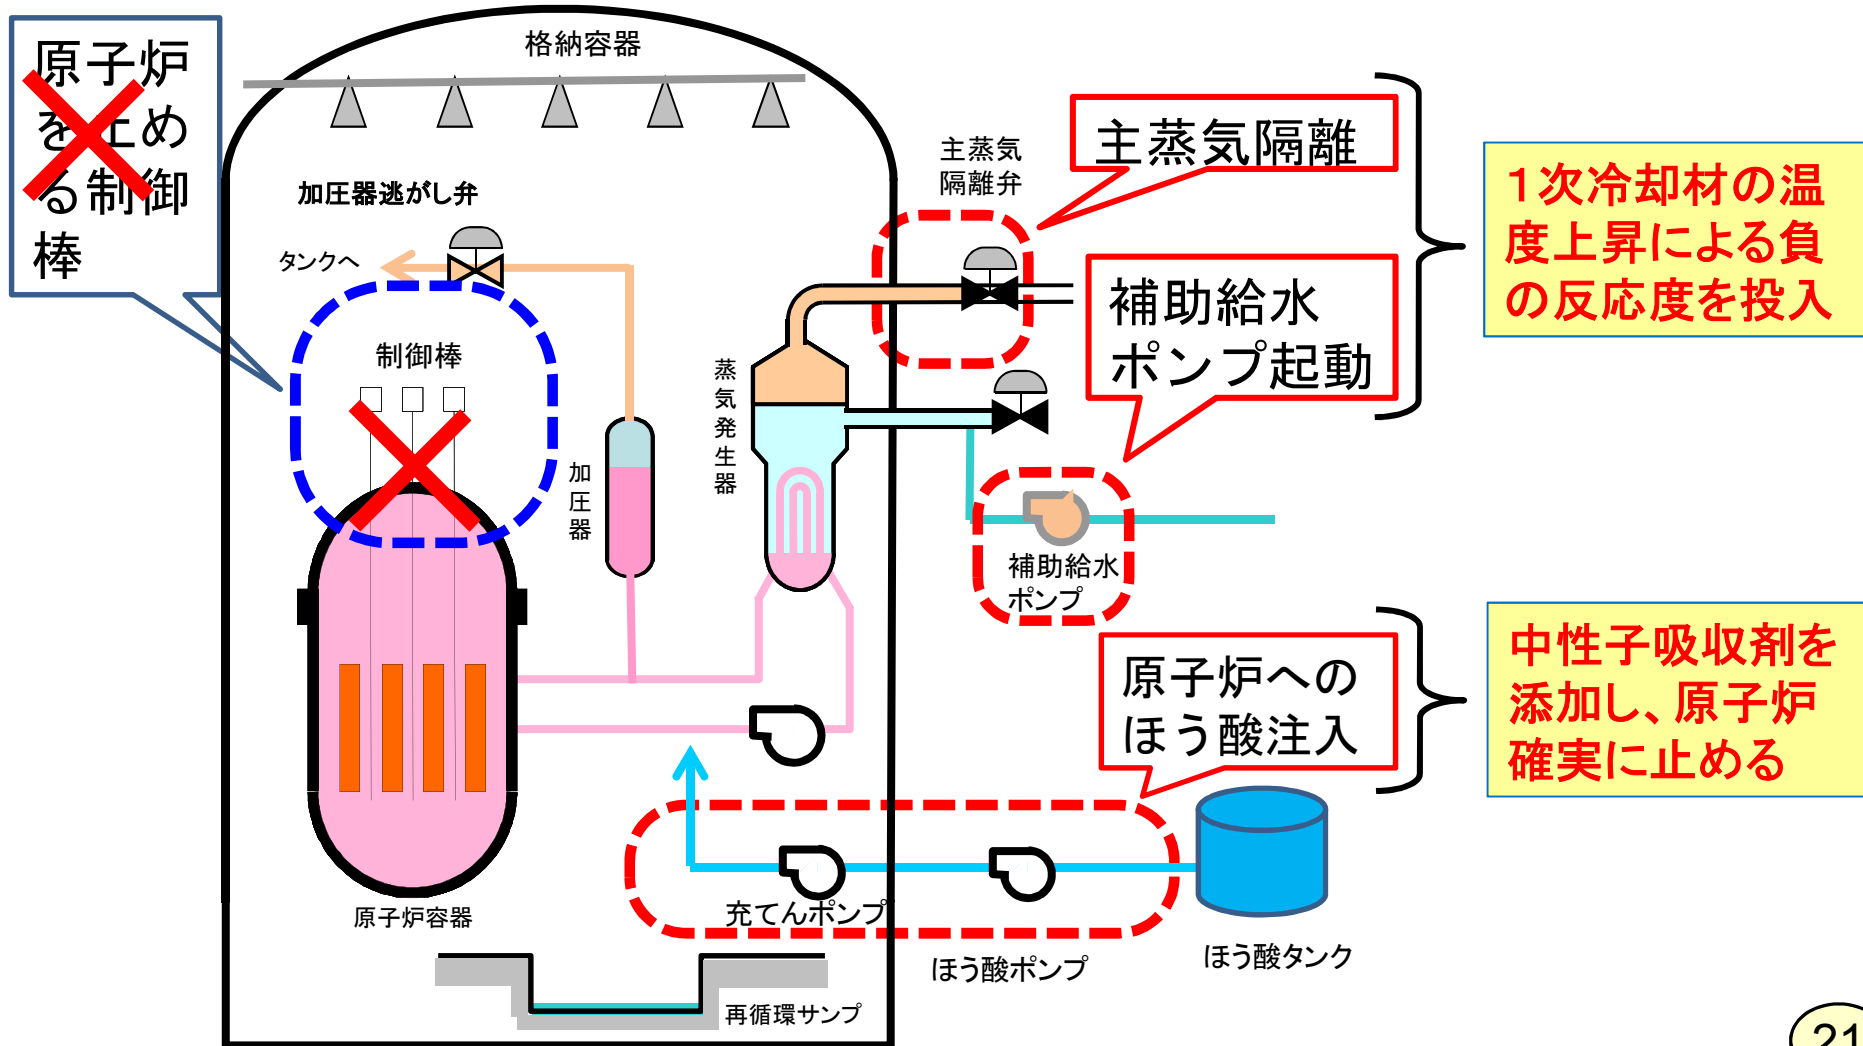 原子炉
を止め
る制御
棒
格納容器
加圧器逃がし弁
タンクへ
制御棒
加
圧
器
蒸
気
発
生
器
主蒸気
隔離弁
主蒸気隔離
補助給水
ポンプ起動
1次冷却材の温
度上昇による負
の反応度を投入
補助給水
ポンプ
原子炉への
ほう酸注入
中性子吸収剤を
添加し、原子炉
確実に止める
原子炉容器
充てんポンプ
ほう酸ポンプ
ほう酸タンク
再循環サンプ
21